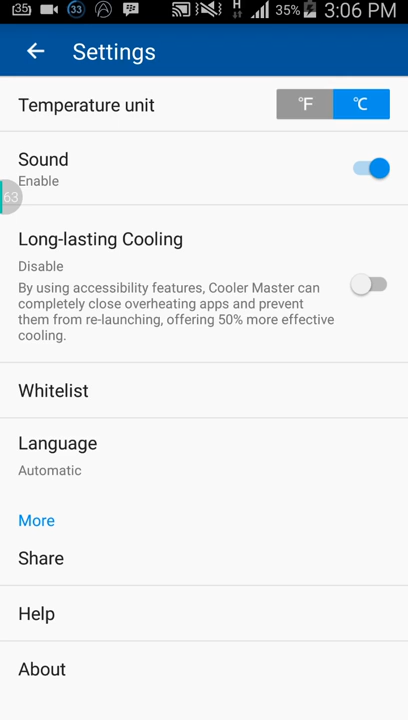 35 33 H 35% 3:06 PM
Settings
Temperature unit °F °C
Sound
Enable
63
Long-lasting Cooling
Disable
By using accessibility features, Cooler Master can
completely close overheating apps and prevent
them from re-launching, offering 50% more effective
cooling.
Whitelist
Language
Automatic
More
Share
Help
About